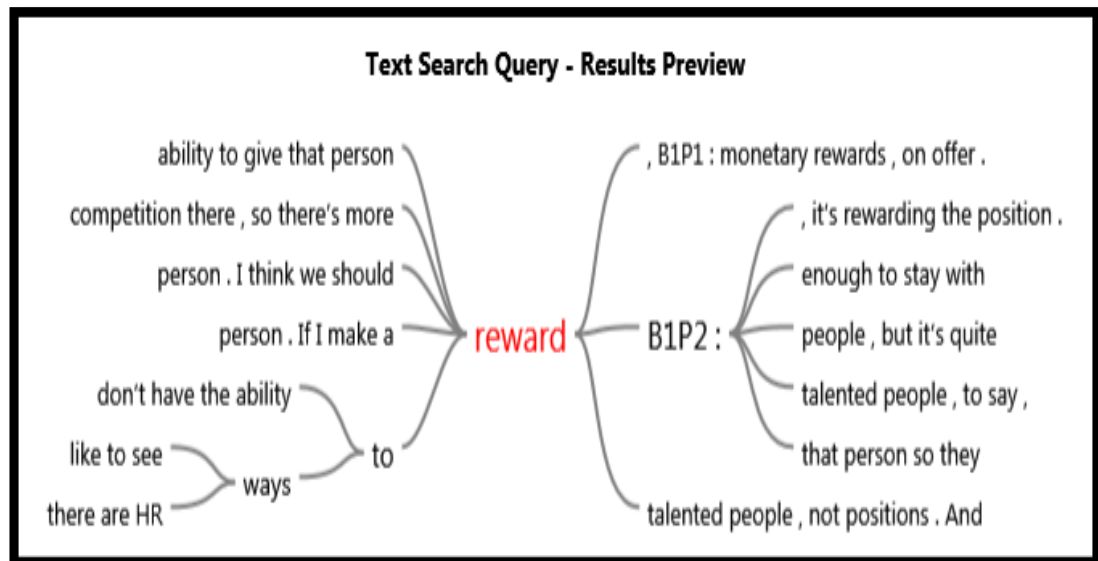 Text Search Query - Results Preview
ability to give that person
competition there , so there's more
person . I think we should
person . If I make a
don't have the ability
like to see
there are HR
ways
to
reward
, B1P1 : monetary rewards , on offer .
B1P2 :
, it's rewarding the position .
enough to stay with
people , but it's quite
talented people , to say ,
that person so they
talented people , not positions . And